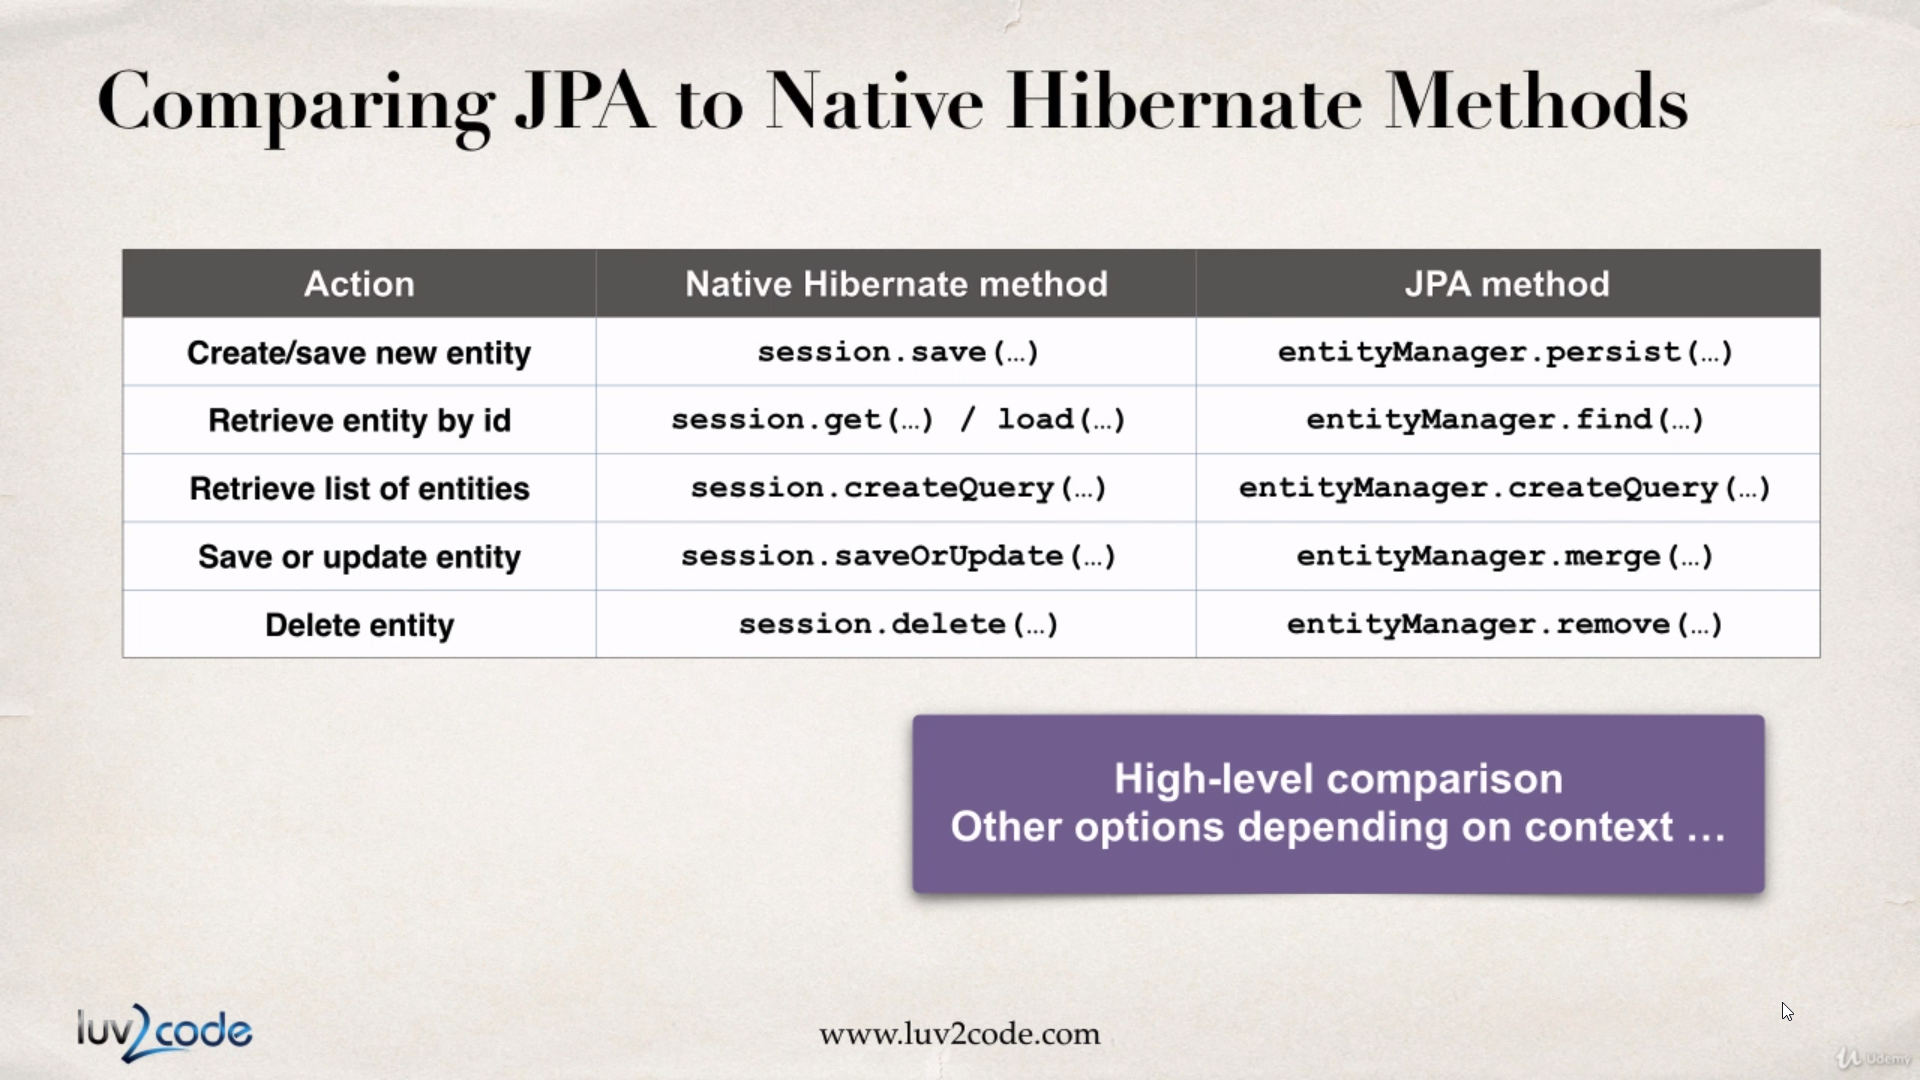 Comparing JPA to Native Hibernate Methods
Action Native Hibernate method JPA method
Create/save new entity session.save(…) entityManager.persist(…)
Retrieve entity by id session.get(…) / load(…) entityManager.find(…)
Retrieve list of entities session.createQuery(…) entityManager.createQuery(…)
Save or update entity session.saveOrUpdate(…) entityManager.merge(…)
Delete entity session.delete(…) entityManager.remove(…)
High-level comparison
Other options depending on context …
luv2code
www.luv2code.com
Udemy